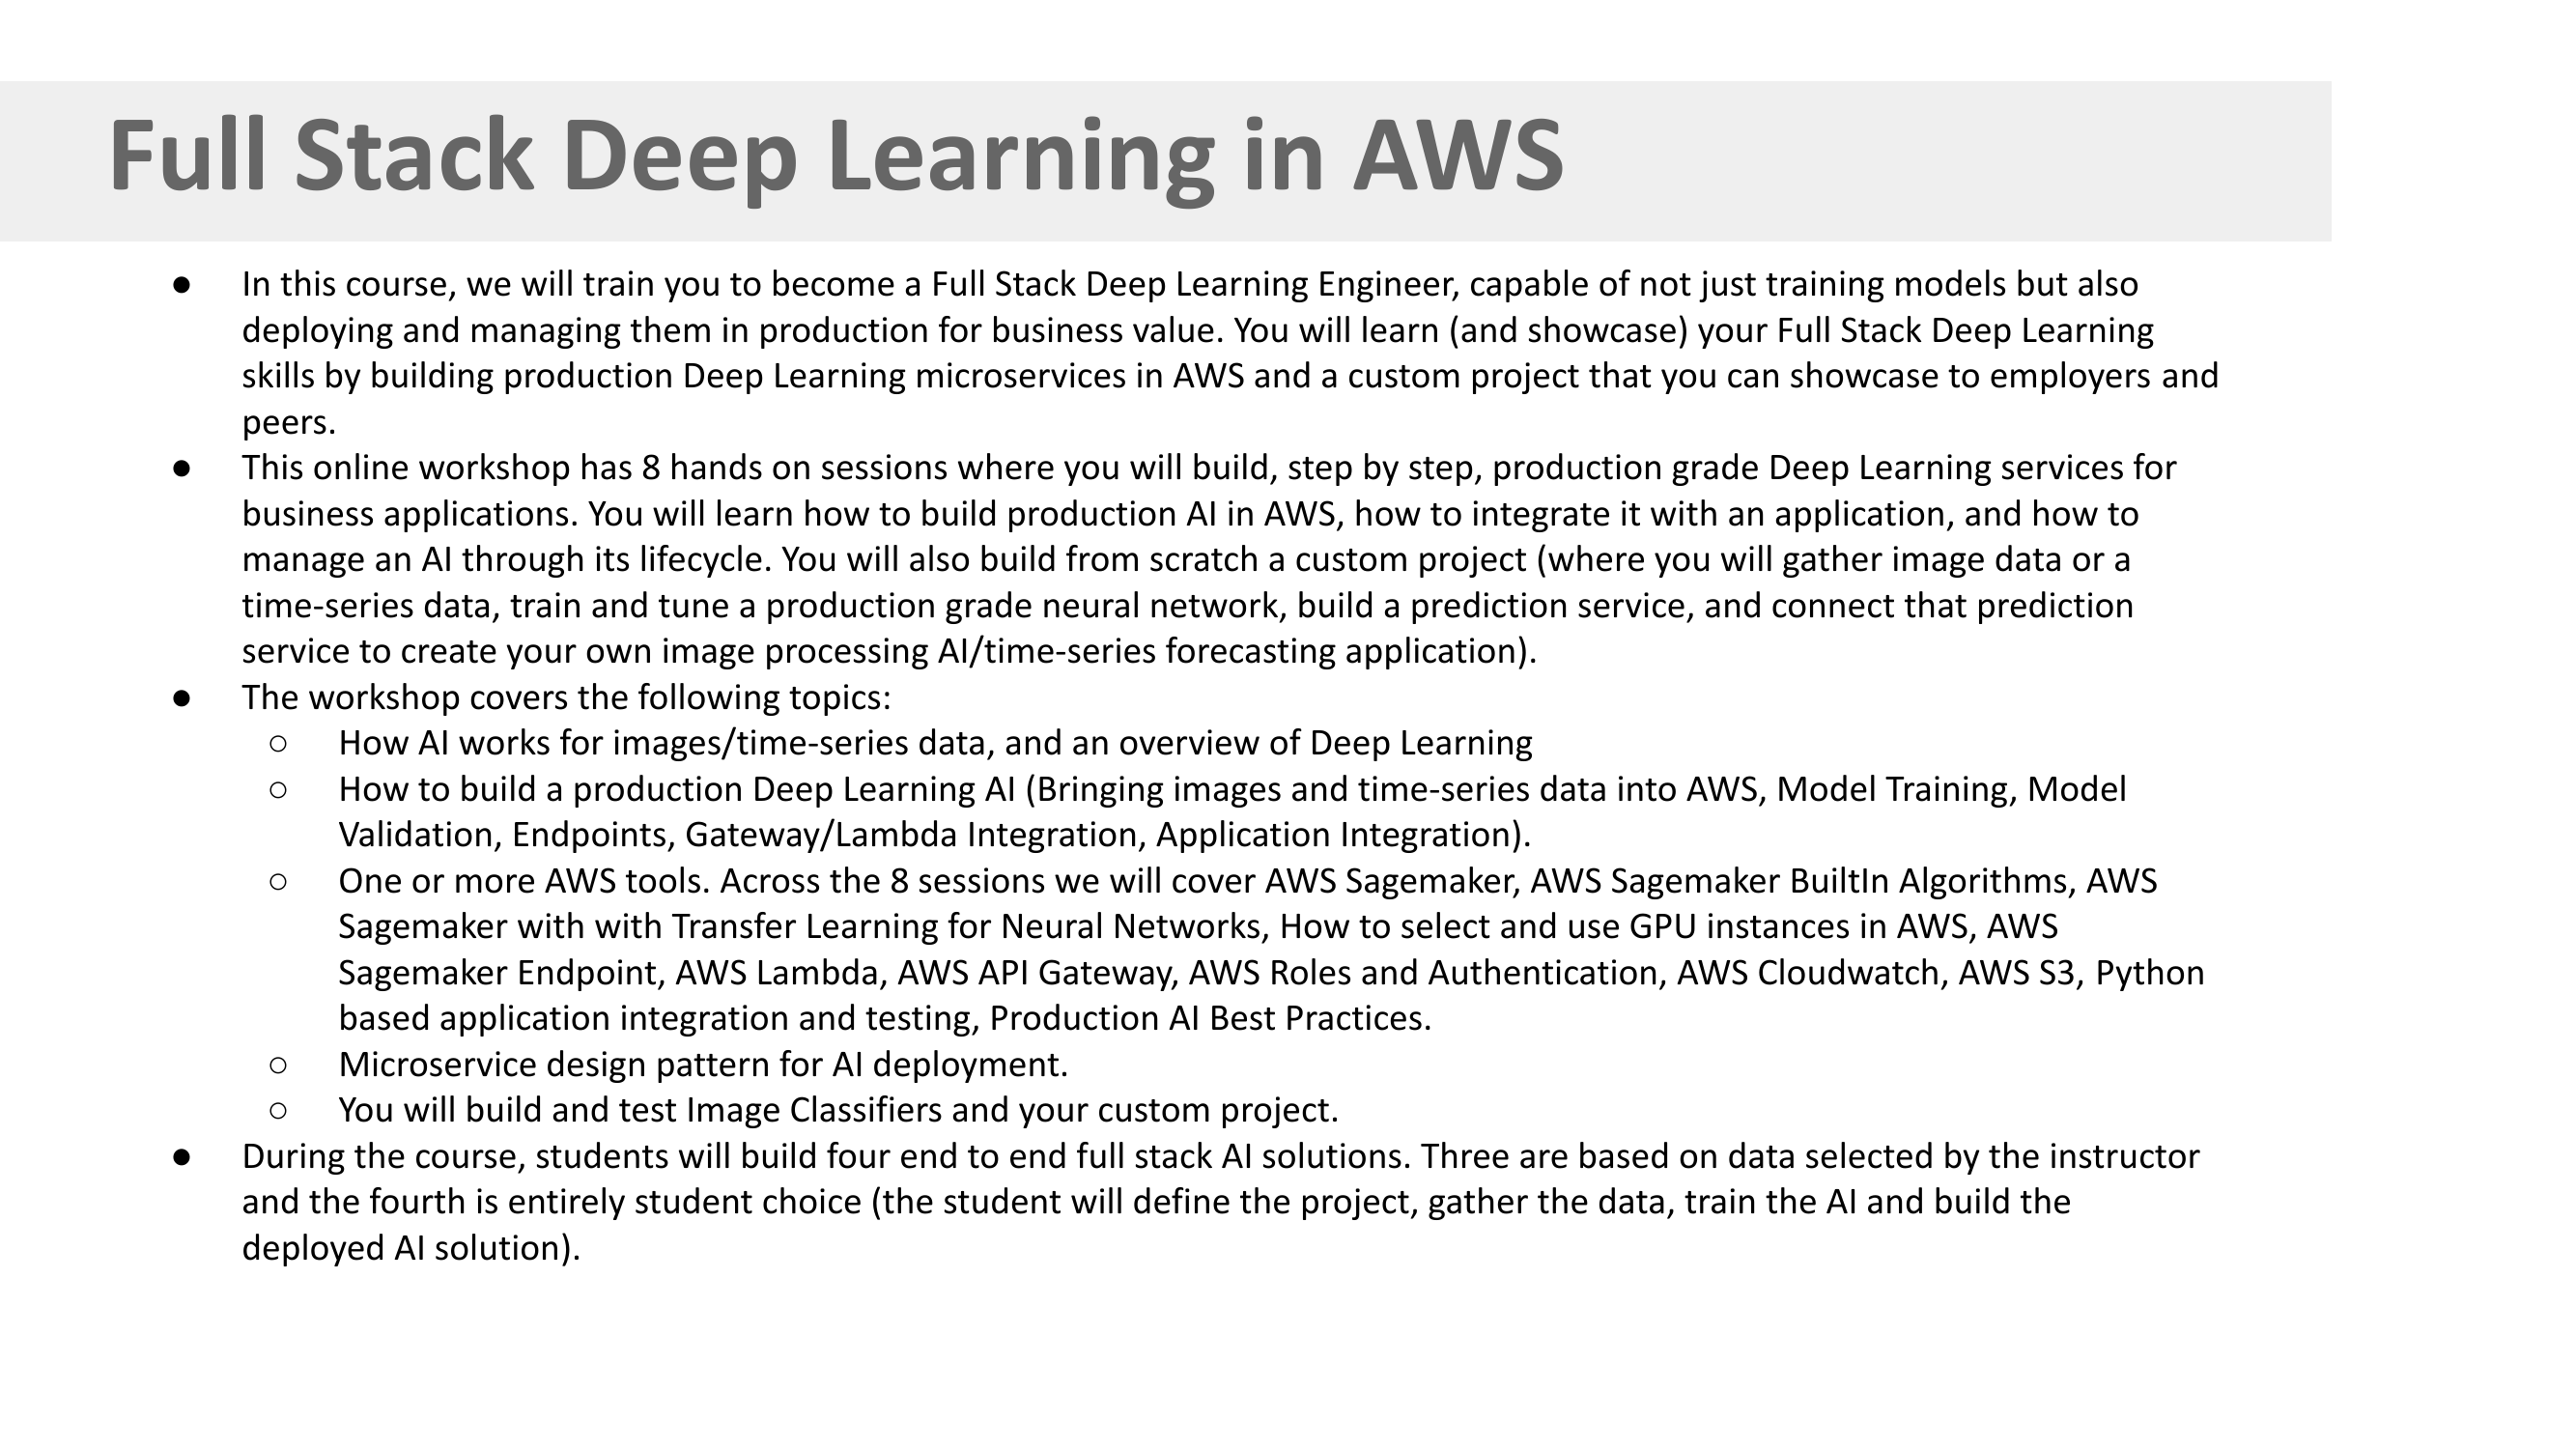 Full Stack Deep Learning in AWS
● In this course, we will train you to become a Full Stack Deep Learning Engineer, capable of not just training models but also
deploying and managing them in production for business value. You will learn (and showcase) your Full Stack Deep Learning
skills by building production Deep Learning microservices in AWS and a custom project that you can showcase to employers and
peers.
● This online workshop has 8 hands on sessions where you will build, step by step, production grade Deep Learning services for
business applications. You will learn how to build production AI in AWS, how to integrate it with an application, and how to
manage an AI through its lifecycle. You will also build from scratch a custom project (where you will gather image data or a
time-series data, train and tune a production grade neural network, build a prediction service, and connect that prediction
service to create your own image processing AI/time-series forecasting application).
● The workshop covers the following topics:
○ How AI works for images/time-series data, and an overview of Deep Learning
○ How to build a production Deep Learning AI (Bringing images and time-series data into AWS, Model Training, Model
Validation, Endpoints, Gateway/Lambda Integration, Application Integration).
○ One or more AWS tools. Across the 8 sessions we will cover AWS Sagemaker, AWS Sagemaker BuiltIn Algorithms, AWS
Sagemaker with with Transfer Learning for Neural Networks, How to select and use GPU instances in AWS, AWS
Sagemaker Endpoint, AWS Lambda, AWS API Gateway, AWS Roles and Authentication, AWS Cloudwatch, AWS S3, Python
based application integration and testing, Production AI Best Practices.
○ Microservice design pattern for AI deployment.
○ You will build and test Image Classifiers and your custom project.
● During the course, students will build four end to end full stack AI solutions. Three are based on data selected by the instructor
and the fourth is entirely student choice (the student will define the project, gather the data, train the AI and build the
deployed AI solution).